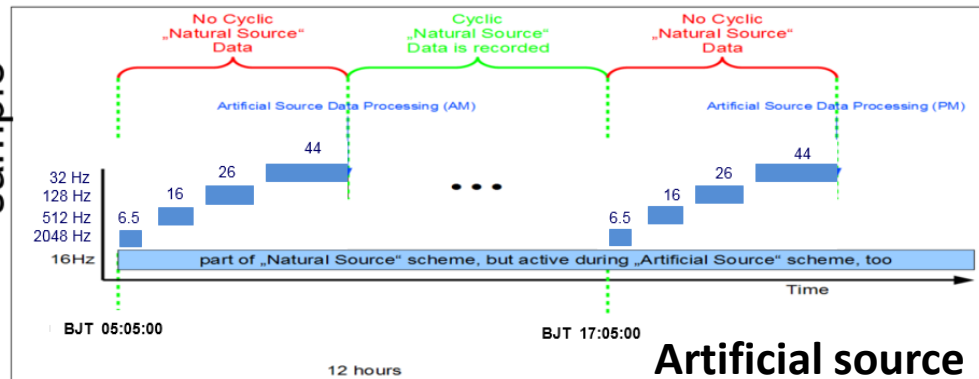 No Cyclic
„Natural Source“
Data
Cyclic
„Natural Source“
Data is recorded
No Cyclic
„Natural Source“
Data
Artificial Source Data Processing (AM)
Artificial Source Data Processing (PM)
32 Hz
128 Hz
512 Hz
2048 Hz
16Hz
6.5
16
26
44
...
6.5
16
26
44
part of „Natural Source“ scheme, but active during „Artificial Source“ scheme, too
Time
BJT 05:05:00
BJT 17:05:00
12 hours
Artificial source